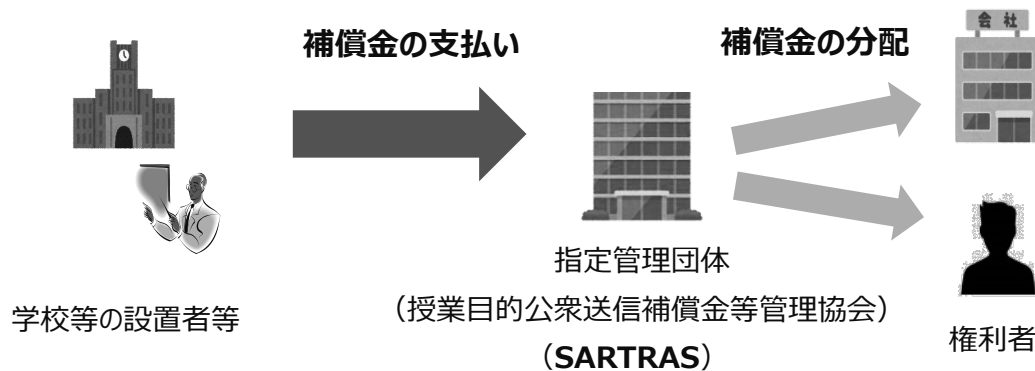 補償金の支払い
補償金の分配
会社
学校等の設置者等
指定管理団体
（授業目的公衆送信補償金等管理協会）
（SARTRAS）
権利者